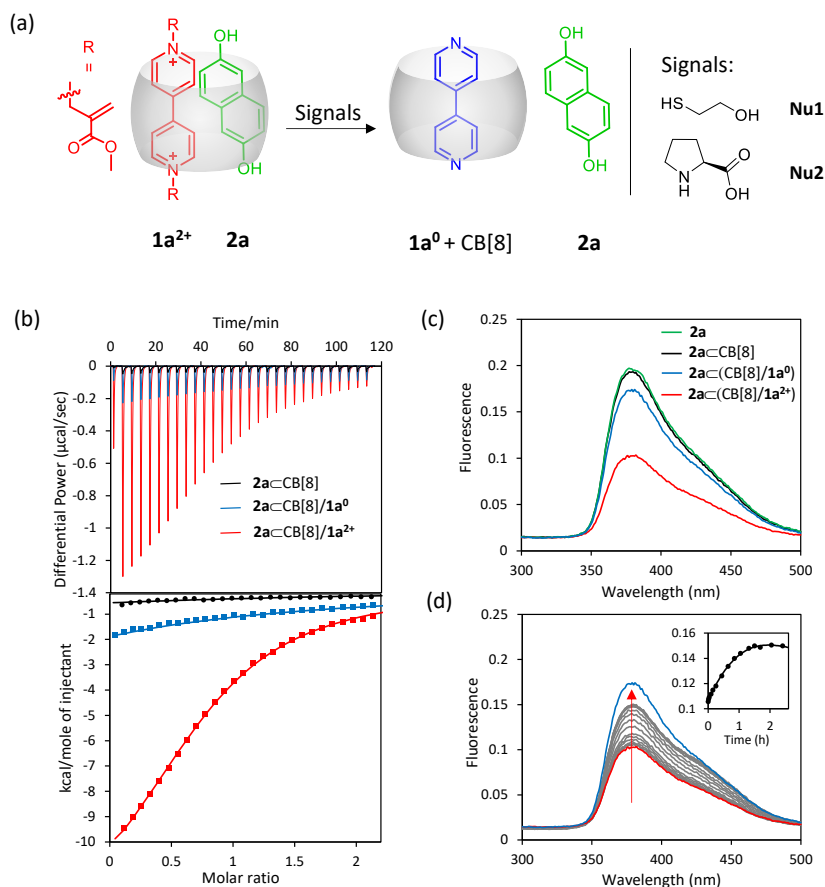 (a)
R
=
O
O
R
N
+
+
N
R
OH
OH
Signals
N
N
OH
OH
Signals:
HS
OH
Nu1
N
H
O
OH
Nu2
1a²⁺ 2a
1a⁰ + CB[8] 2a
(b)
Time/min
0 20 40 60 80 100 120
0
-0.2
-0.4
-0.6
-0.8
-1
-1.2
-1.4
Differential Power (µcal/sec)
2a⊂CB[8]
2a⊂CB[8]/1a⁰
2a⊂CB[8]/1a²⁺
-1
-2
-3
-4
-5
-6
-7
-8
-9
-10
kcal/mole of injectant
0 0.5 1 1.5 2
Molar ratio
(c)
0.25
0.2
0.15
0.1
0.05
0
Fluorescence
2a
2a⊂CB[8]
2a⊂(CB[8]/1a⁰)
2a⊂(CB[8]/1a²⁺)
300 350 400 450 500
Wavelength (nm)
(d)
0.25
0.2
0.15
0.1
0.05
0
Fluorescence
0.16
0.14
0.12
0.1
0 1 2
Time (h)
300 350 400 450 500
Wavelength (nm)